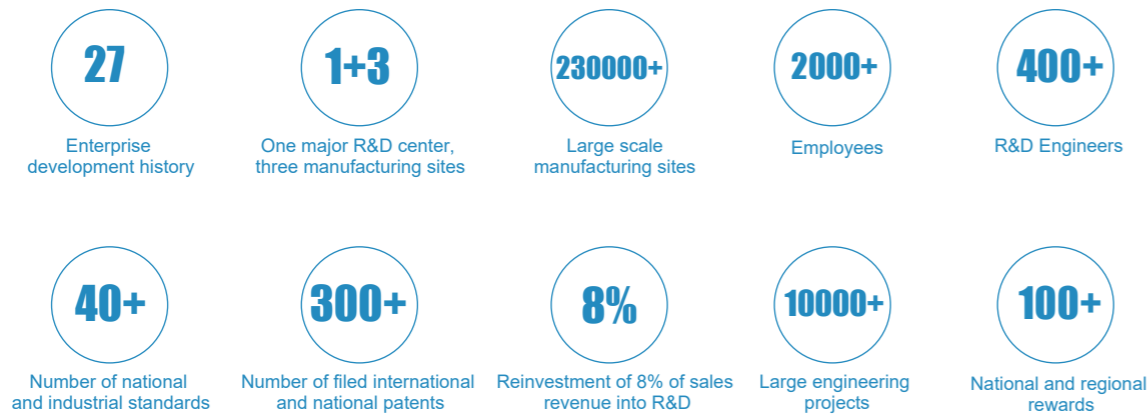 27
Enterprise
development history
1+3
One major R&D center,
three manufacturing sites
230000+
Large scale
manufacturing sites
2000+
Employees
400+
R&D Engineers
40+
Number of national
and industrial standards
300+
Number of filed international
and national patents
8%
Reinvestment of 8% of sales
revenue into R&D
10000+
Large engineering
projects
100+
National and regional
rewards